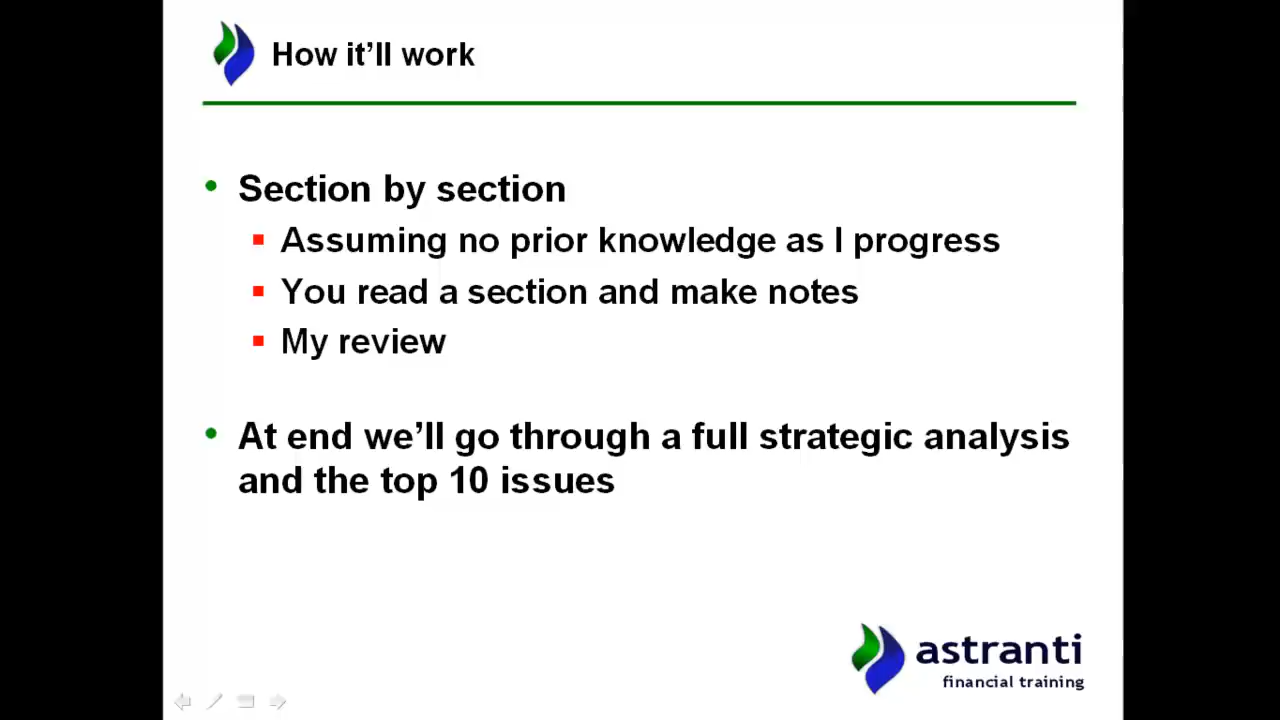 How it’ll work
Section by section
Assuming no prior knowledge as I progress
You read a section and make notes
My review
At end we’ll go through a full strategic analysis
and the top 10 issues
astranti
financial training